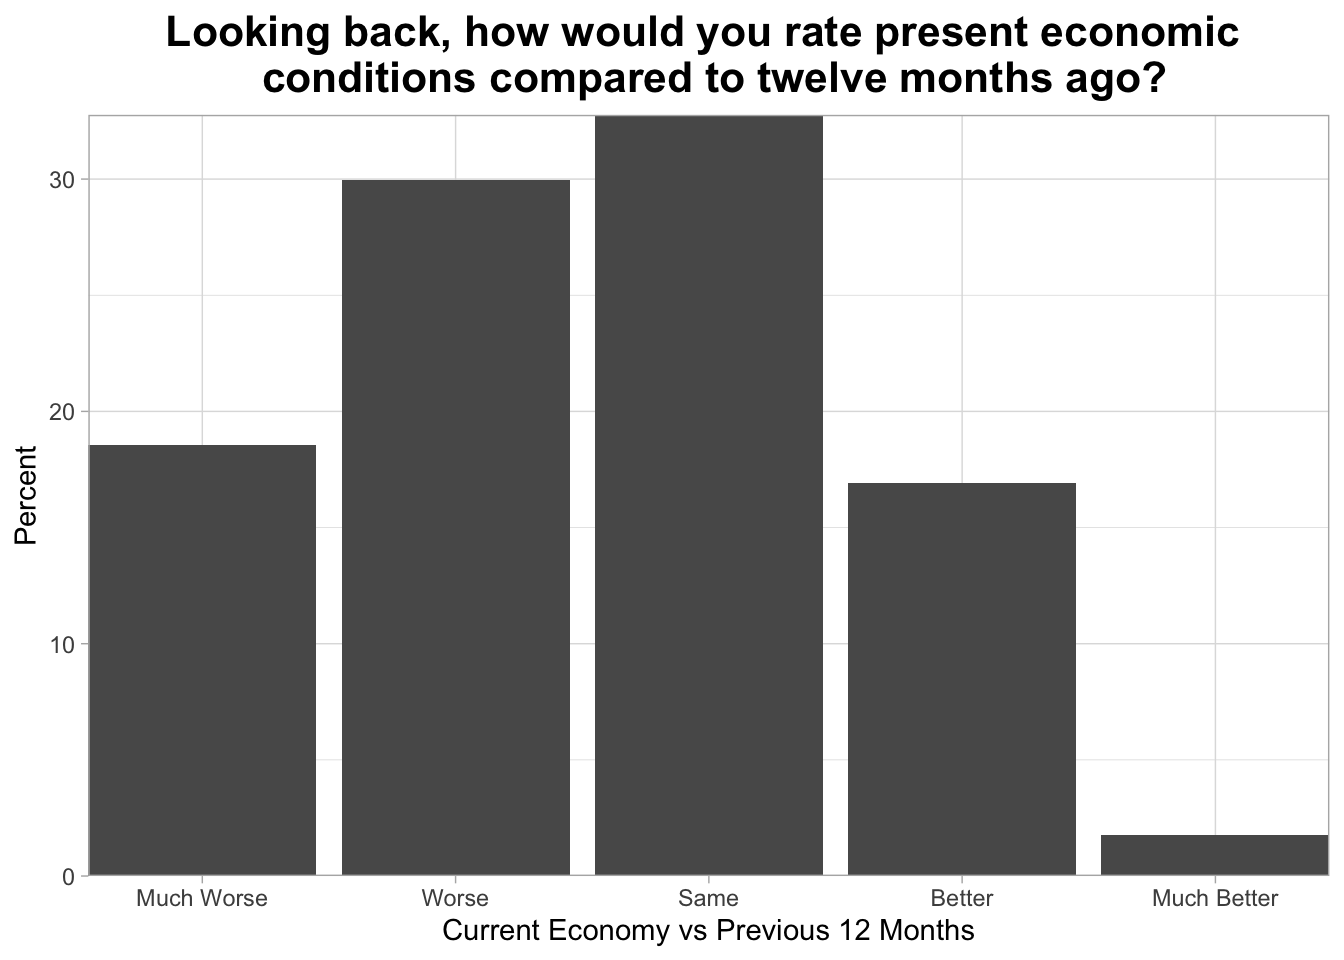 Looking back, how would you rate present economic
conditions compared to twelve months ago?
30
20
10
0
Percent
Much Worse
Worse
Same
Better
Much Better
Current Economy vs Previous 12 Months